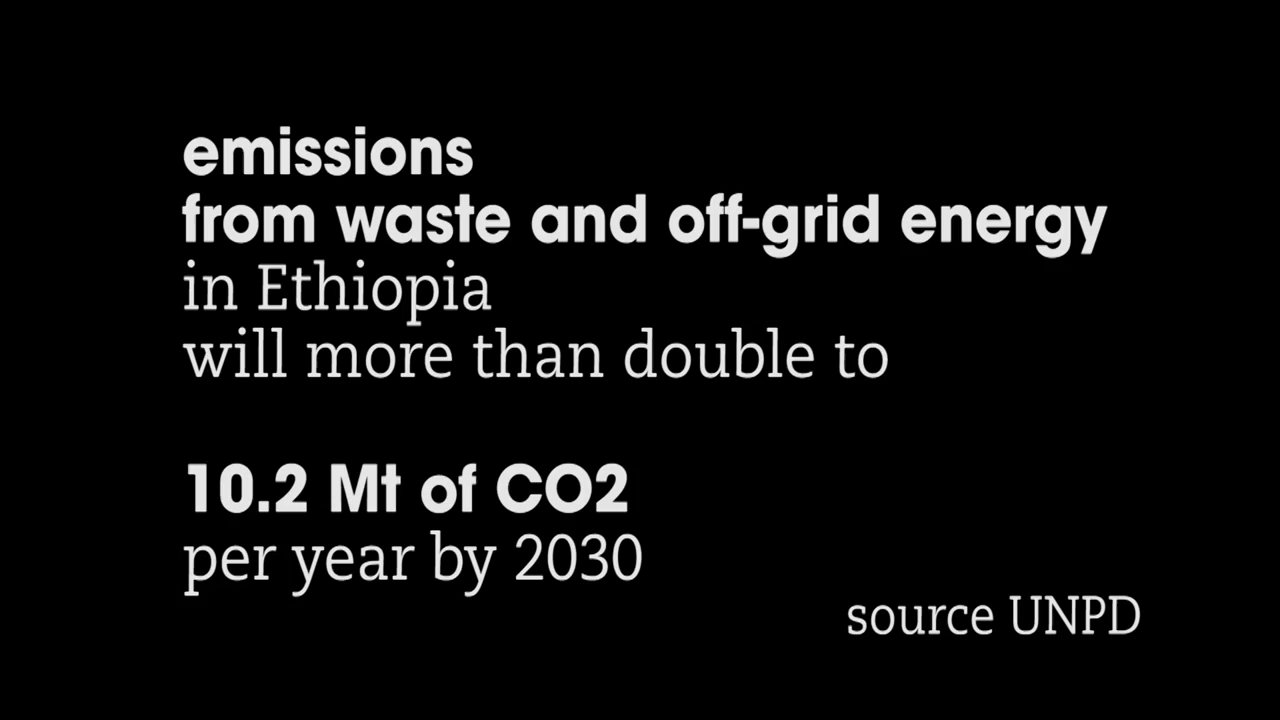 emissions
from waste and off-grid energy
in Ethiopia
will more than double to
10.2 Mt of CO2
per year by 2030
source UNPD